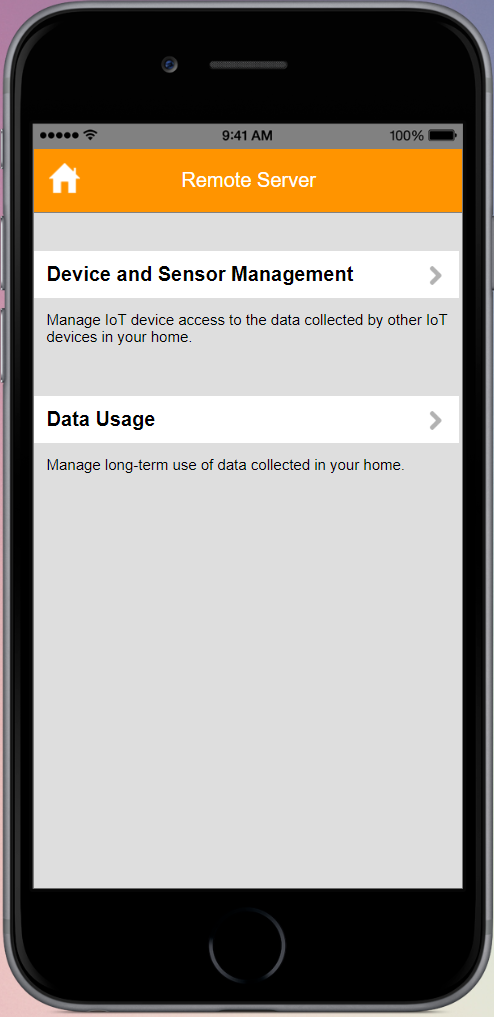 9:41 AM 100%
Remote Server
Device and Sensor Management
Manage IoT device access to the data collected by other IoT
devices in your home.
Data Usage
Manage long-term use of data collected in your home.